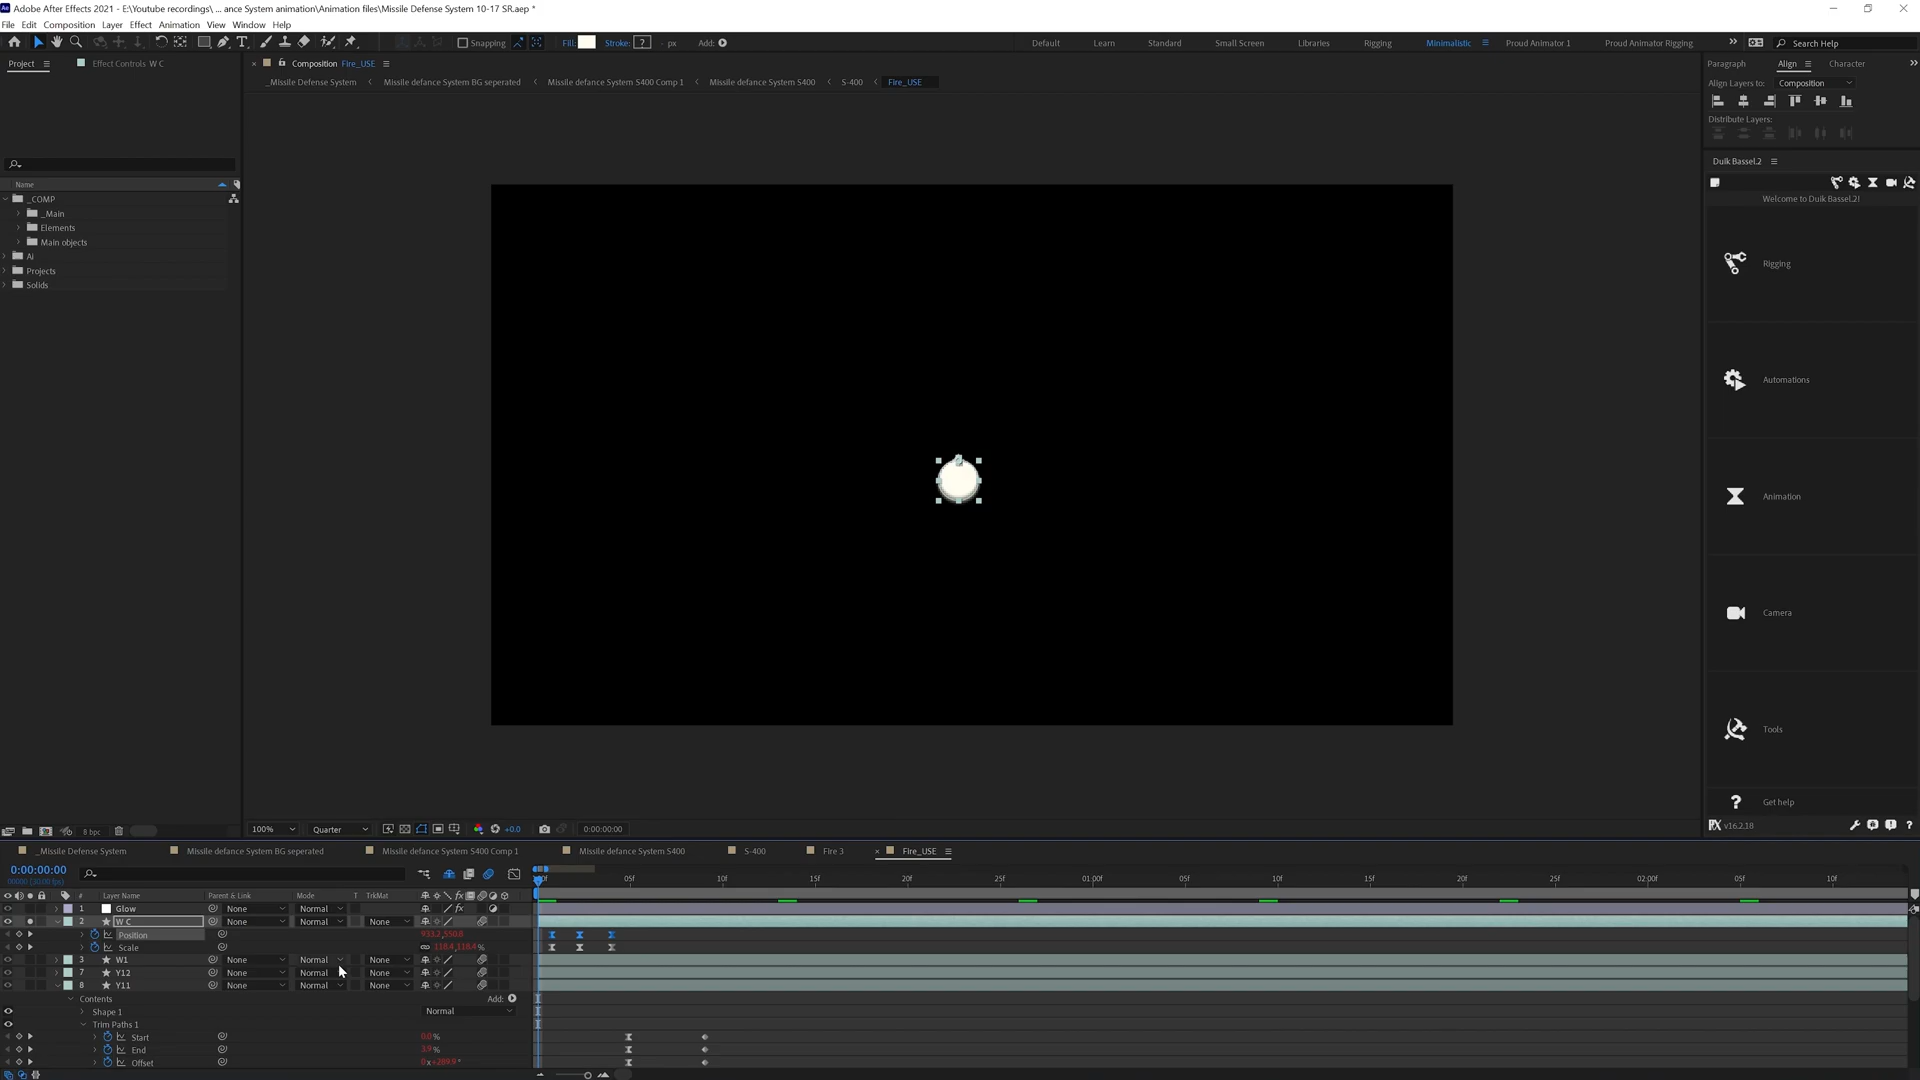 Adobe After Effects 2021 - E:\Youtube recordings\ ... ance System animation\Animation files\Missile Defense System 10-17 SR.aep *
File Edit Composition Layer Effect Animation View Window Help
Snapping Fill: Stroke: ? px Add: Default Learn Standard Small Screen Libraries Rigging Minimalistic Proud Animator 1 Proud Animator Rigging Search Help
Project Effect Controls W C Composition Fire_USE Paragraph Align Character
_Missile Defense System Missile defance System BG seperated Missile defance System S400 Comp 1 Missile defance System S400 S-400 Fire_USE
Align Layers to: Composition
Distribute Layers:
Duik Bassel.2
Name
Welcome to Duik Bassel.2!
_COMP
_Main
Elements
Main objects
Ai
Projects
Solids
Rigging
Automations
Animation
Camera
Tools
Get help
v16.2.18
8 bpc 100% Quarter +0.0 0:00:00:00
_Missile Defense System Missile defance System BG seperated Missile defance System S400 Comp 1 Missile defance System S400 S-400 Fire 3 Fire_USE
0:00:00:00
00000 (30.00 fps)
05f 10f 15f 20f 25f 01:00f 05f 10f 15f 20f 25f 02:00f 05f 10f
# Layer Name Parent & Link Mode T TrkMat
1 Glow None Normal
2 W C None Normal None
Position 933.2,550.8
Scale 118.4,118.4 %
3 W1 None Normal None
7 Y12 None Normal None
8 Y11 None Normal None
Contents Add:
Shape 1 Normal
Trim Paths 1
Start 0.0 %
End 3.9 %
Offset 0 x +289.9 °